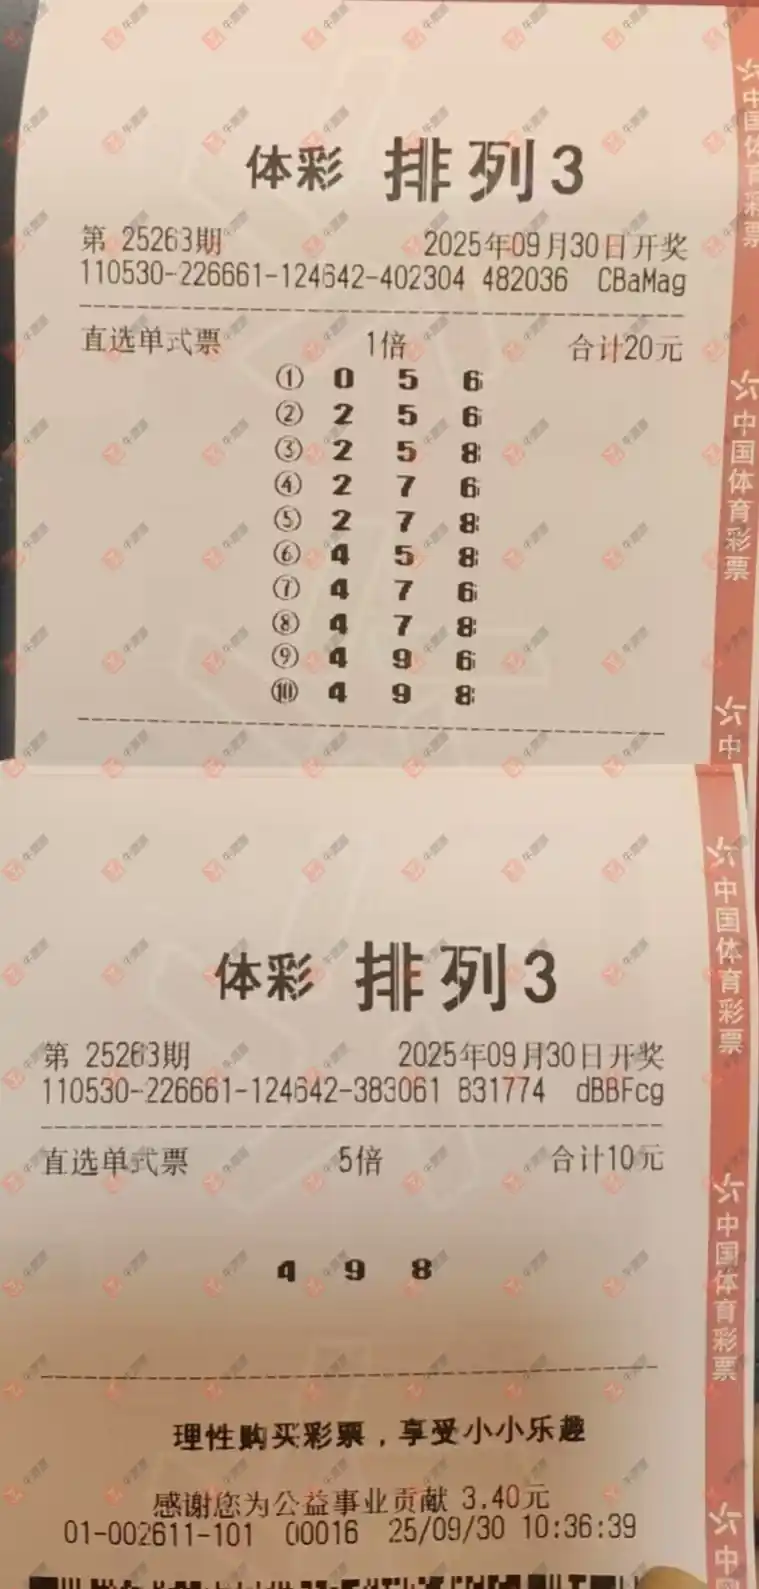 体彩 排列3
第 25263期 2025年09月30日开奖
110530-226661-124642-402304 482036 CBaMag
直选单式票 1倍 合计20元
① 0 5 6
② 2 5 6
③ 2 5 8
④ 2 7 6
⑤ 2 7 8
⑥ 4 5 8
⑦ 4 7 6
⑧ 4 7 8
⑨ 4 9 6
⑩ 4 9 8
中国体育彩票
中国体育彩票
中
体彩 排列3
第 25263期 2025年09月30日开奖
110530-226661-124642-383061 831774 dBBFcg
直选单式票 5倍 合计10元
4 9 8
理性购买彩票，享受小小乐趣
感谢您为公益事业贡献 3.40元
01-002611-101 00016 25/09/30 10:36:39
中国体育彩票
中国体育彩票
中